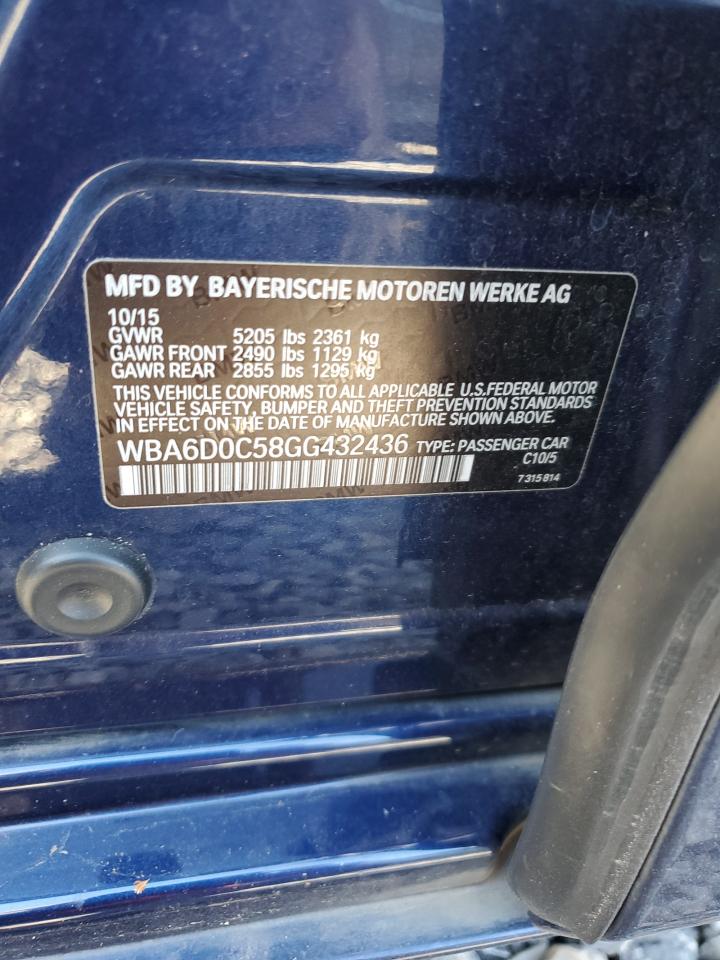 MFD BY BAYERISCHE MOTOREN WERKE AG
10/15
GVWR 5205 lbs 2361 kg
GAWR FRONT 2490 lbs 1129 kg
GAWR REAR 2855 lbs 1295 kg
THIS VEHICLE CONFORMS TO ALL APPLICABLE U.S.FEDERAL MOTOR
VEHICLE SAFETY, BUMPER AND THEFT PREVENTION STANDARDS
IN EFFECT ON THE DATE OF MANUFACTURE SHOWN ABOVE.
WBA6D0C58GG432436 TYPE: PASSENGER CAR
C10/5
7 315 814